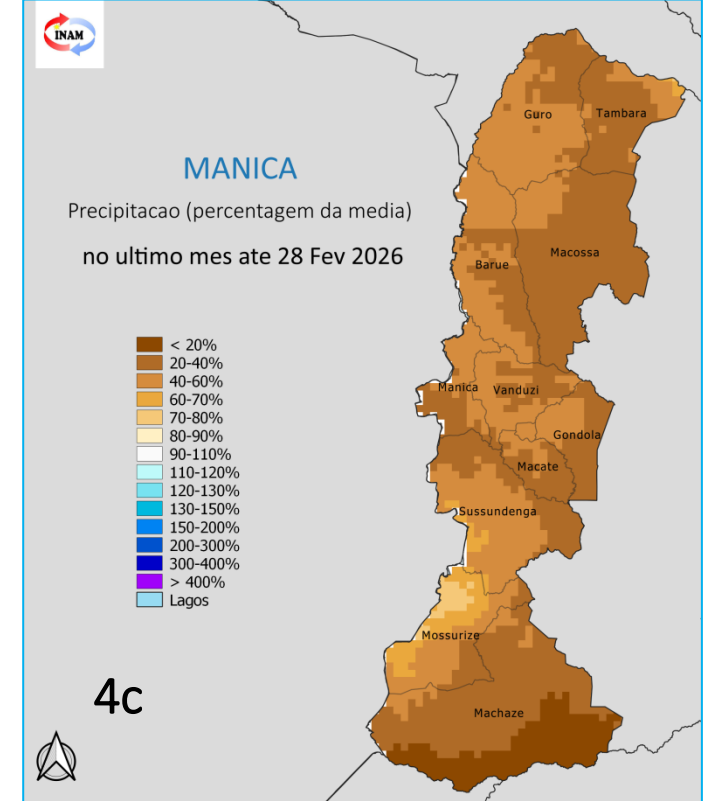 INAM
MANICA
Precipitacao (percentagem da media)
no ultimo mes ate 28 Fev 2026
< 20%
20-40%
40-60%
60-70%
70-80%
80-90%
90-110%
110-120%
120-130%
130-150%
150-200%
200-300%
300-400%
> 400%
Lagos
4c
Guro
Tambara
Macossa
Barue
Manica
Vanduzi
Gondola
Macate
Sussundenga
Mossurize
Machaze